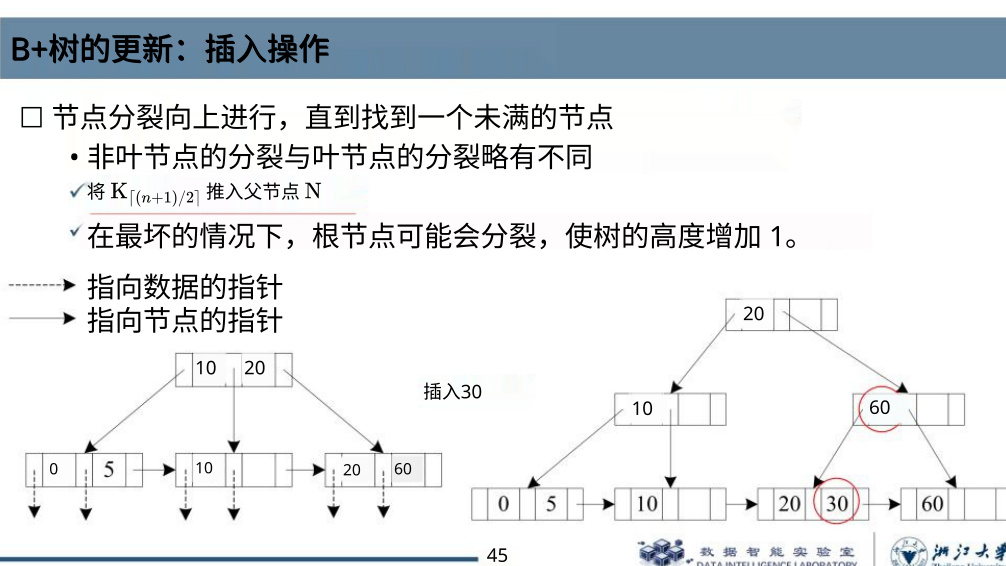 B+树的更新：插入操作
□ 节点分裂向上进行，直到找到一个未满的节点
• 非叶节点的分裂与叶节点的分裂略有不同
✓将 K⌈(n+1)/2⌉ 推入父节点 N
✓在最坏的情况下，根节点可能会分裂，使树的高度增加 1。
指向数据的指针
指向节点的指针
10 20
插入30
0 5 10 20 60
20
10 60
0 5 10 20 30 60
45
数据智能实验室
DATA INTELLIGENCE LABORATORY
浙江大学